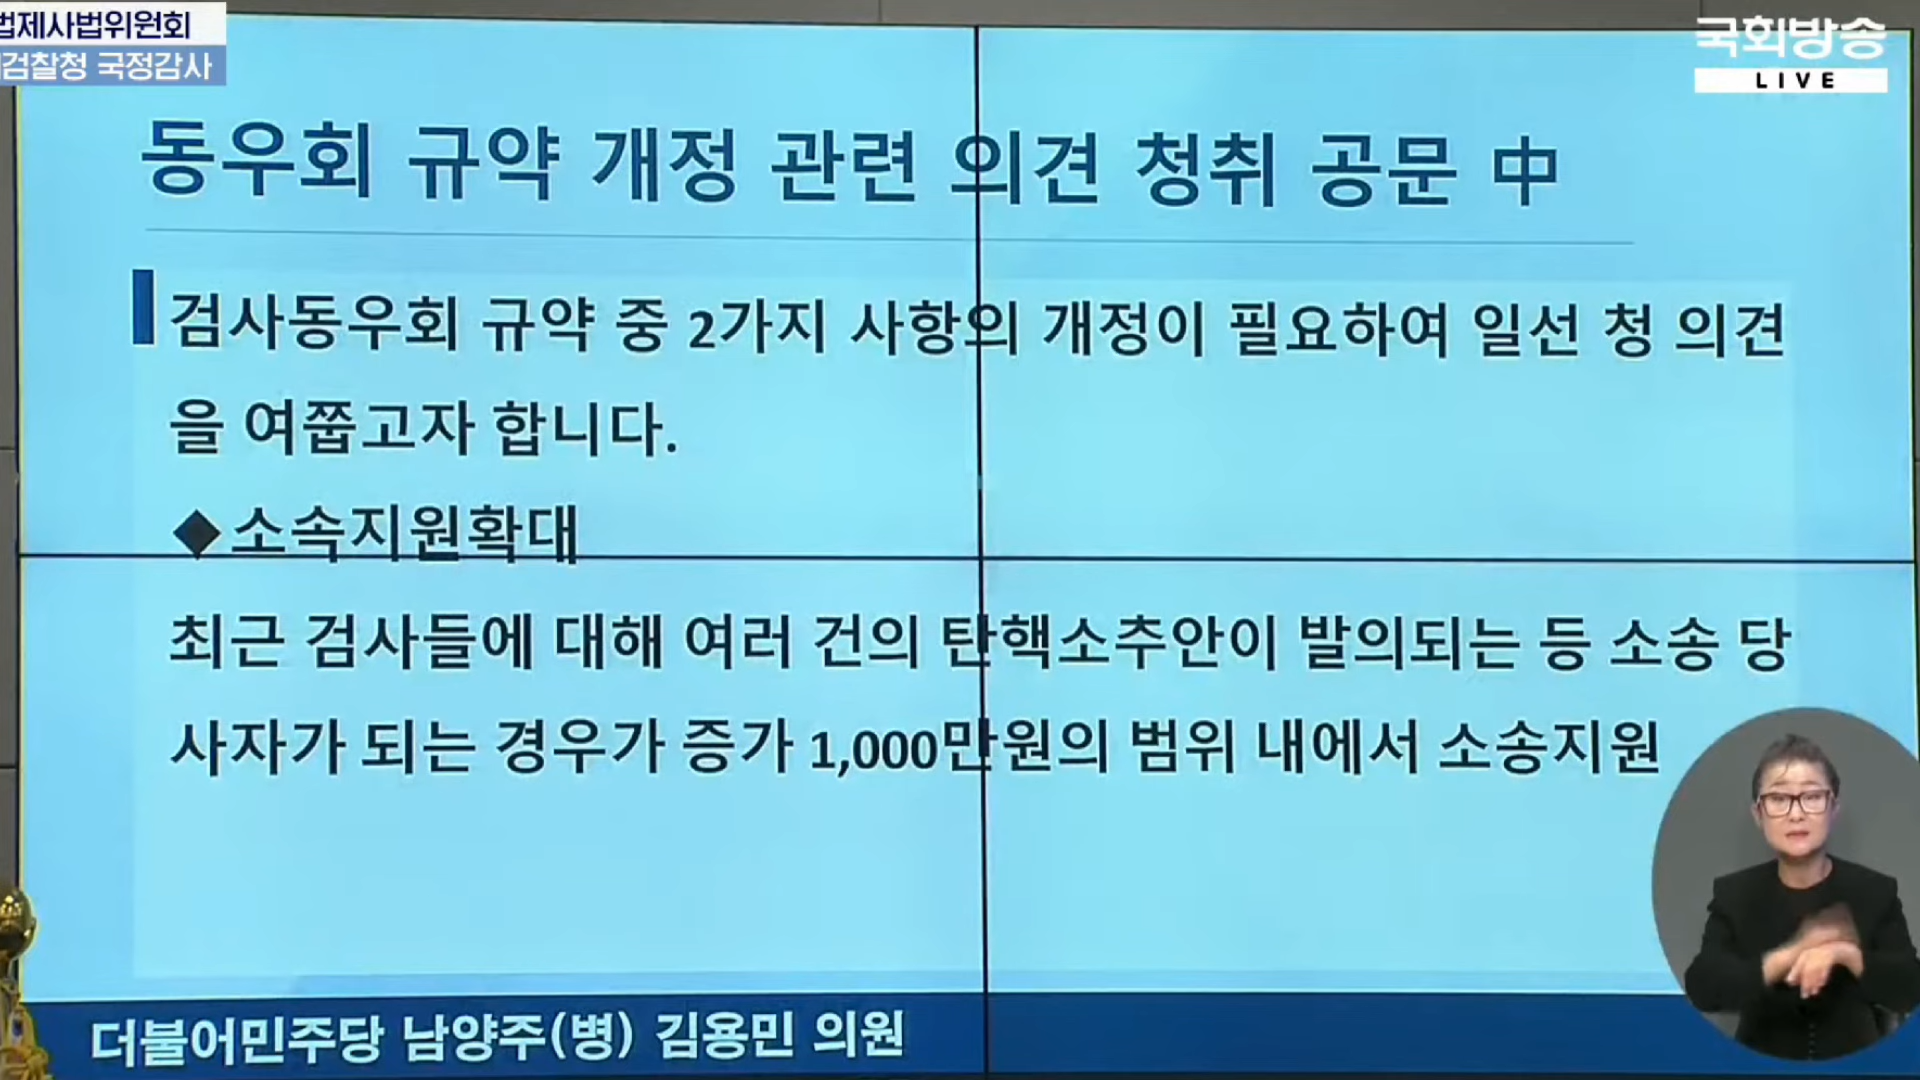 법제사법위원회
검찰청 국정감사
국회방송
LIVE
동우회 규약 개정 관련 의견 청취 공문 中
검사동우회 규약 중 2가지 사항의 개정이 필요하여 일선 청 의견
을 여쭙고자 합니다.
◆소속지원확대
최근 검사들에 대해 여러 건의 탄핵소추안이 발의되는 등 소송 당
사자가 되는 경우가 증가 1,000만원의 범위 내에서 소송지원
더불어민주당 남양주(병) 김용민 의원